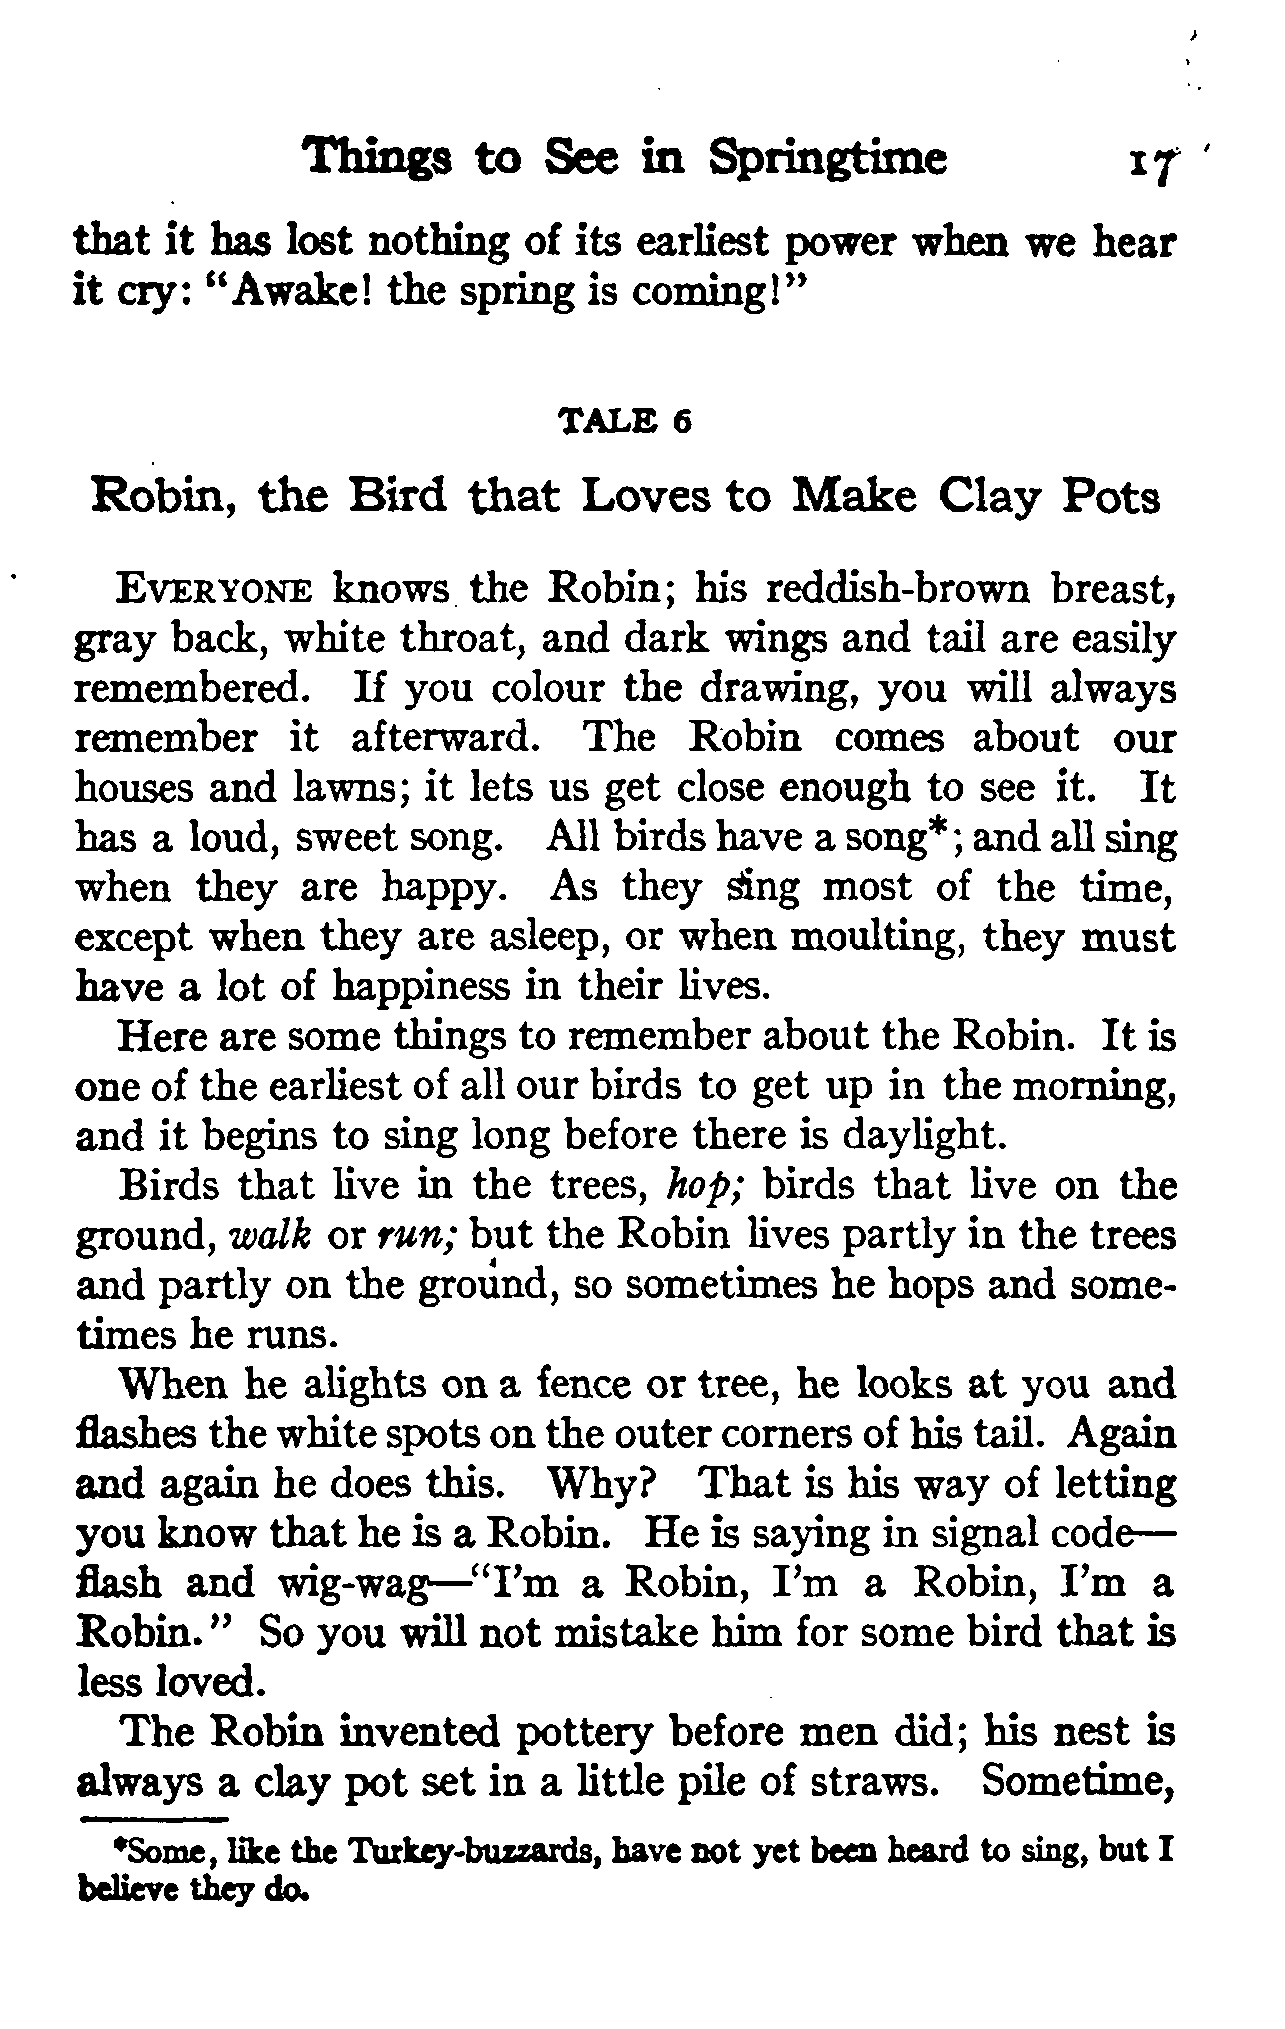 Things to See in Springtime 17
that it has lost nothing of its earliest power when we hear
it cry: "Awake! the spring is coming!"
TALE 6
Robin, the Bird that Loves to Make Clay Pots
EVERYONE knows the Robin; his reddish-brown breast,
gray back, white throat, and dark wings and tail are easily
remembered. If you colour the drawing, you will always
remember it afterward. The Robin comes about our
houses and lawns; it lets us get close enough to see it. It
has a loud, sweet song. All birds have a song*; and all sing
when they are happy. As they sing most of the time,
except when they are asleep, or when moulting, they must
have a lot of happiness in their lives.
Here are some things to remember about the Robin. It is
one of the earliest of all our birds to get up in the morning,
and it begins to sing long before there is daylight.
Birds that live in the trees, hop; birds that live on the
ground, walk or run; but the Robin lives partly in the trees
and partly on the ground, so sometimes he hops and some-
times he runs.
When he alights on a fence or tree, he looks at you and
flashes the white spots on the outer corners of his tail. Again
and again he does this. Why? That is his way of letting
you know that he is a Robin. He is saying in signal code—
flash and wig-wag—"I'm a Robin, I'm a Robin, I'm a
Robin." So you will not mistake him for some bird that is
less loved.
The Robin invented pottery before men did; his nest is
always a clay pot set in a little pile of straws. Sometime,
*Some, like the Turkey-buzzards, have not yet been heard to sing, but I
believe they do.